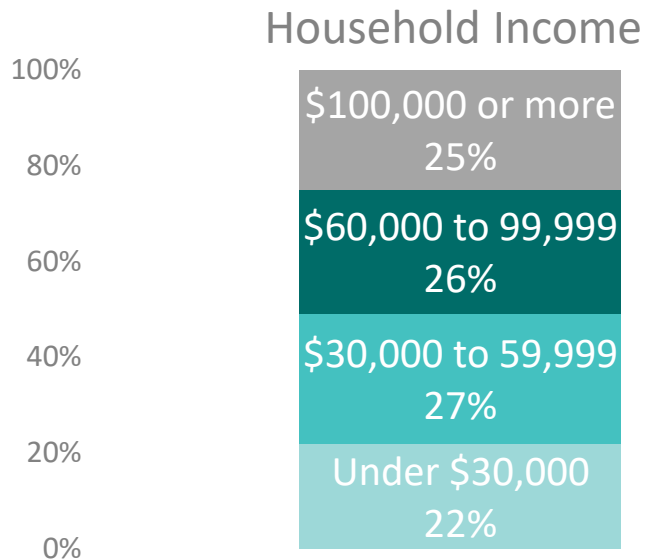 Household Income
100%
80%
60%
40%
20%
0%
$100,000 or more
25%
$60,000 to 99,999
26%
$30,000 to 59,999
27%
Under $30,000
22%